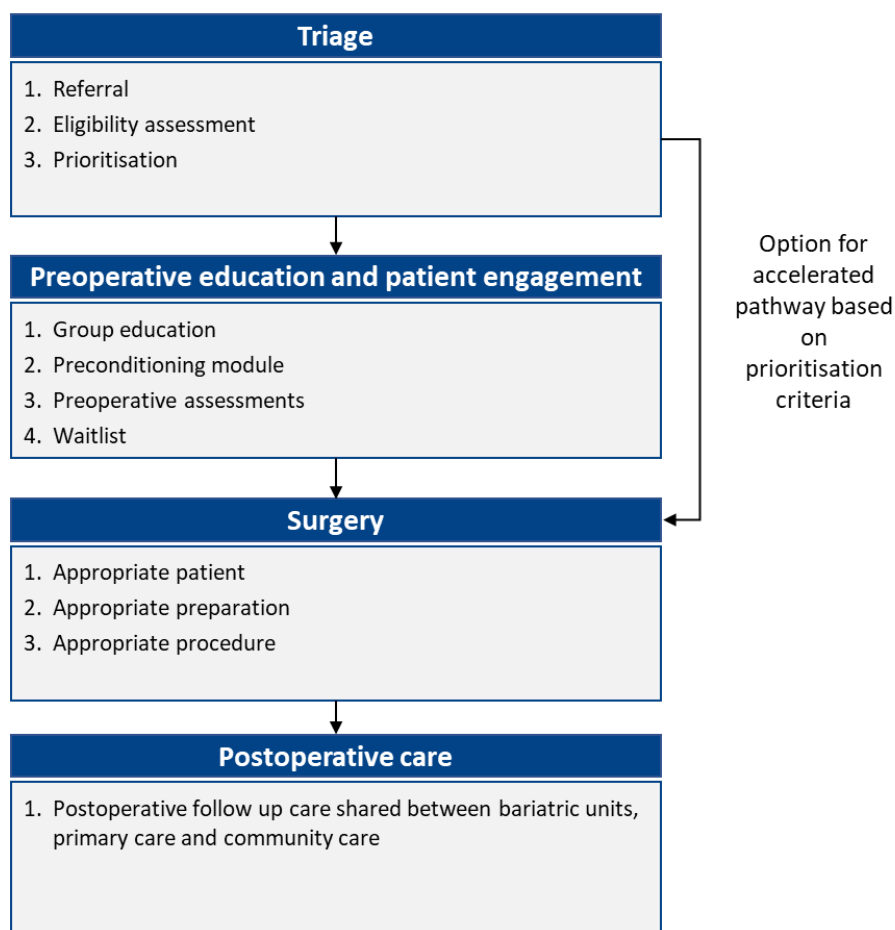 Triage
1. Referral
2. Eligibility assessment
3. Prioritisation
Preoperative education and patient engagement
1. Group education
2. Preconditioning module
3. Preoperative assessments
4. Waitlist
Option for
accelerated
pathway based
on
prioritisation
criteria
Surgery
1. Appropriate patient
2. Appropriate preparation
3. Appropriate procedure
Postoperative care
1. Postoperative follow up care shared between bariatric units,
primary care and community care